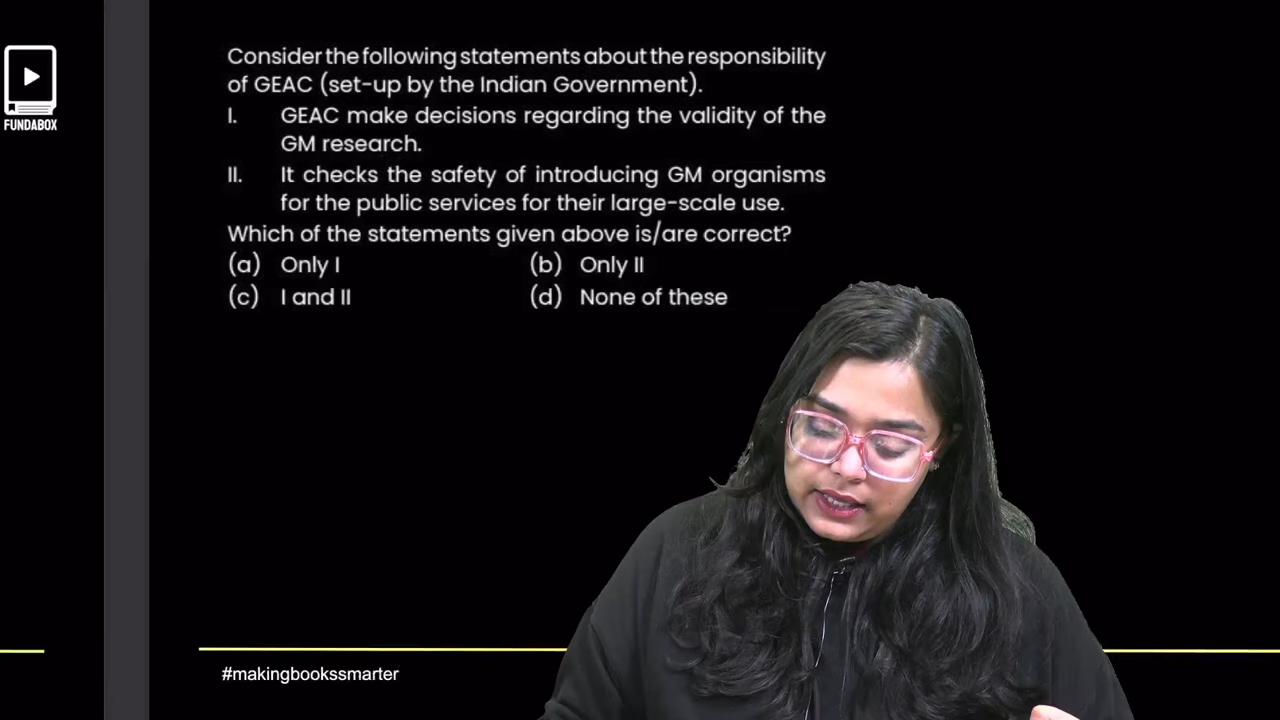 FUNDABOX
Consider the following statements about the responsibility
of GEAC (set-up by the Indian Government).
I. GEAC make decisions regarding the validity of the
GM research.
II. It checks the safety of introducing GM organisms
for the public services for their large-scale use.
Which of the statements given above is/are correct?
(a) Only I (b) Only II
(c) I and II (d) None of these
#makingbookssmarter